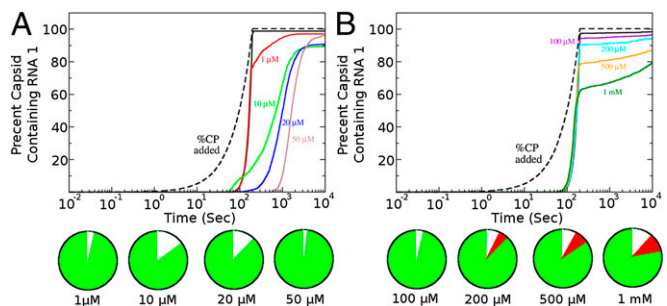 A
Precent Capsid
Containing RNA 1
100
80
60
40
20
%CP
added
1 µM
10 µM
20 µM
50 µM
10-2 10-1 100 101 102 103 104
Time (Sec)
1µM
10 µM
20 µM
50 µM
B
Precent Capsid
Containing RNA 1
100
80
60
40
20
%CP
added
100 µM
200 µM
500 µM
1 mM
10-2 10-1 100 101 102 103 104
Time (Sec)
100 µM
200 µM
500 µM
1 mM